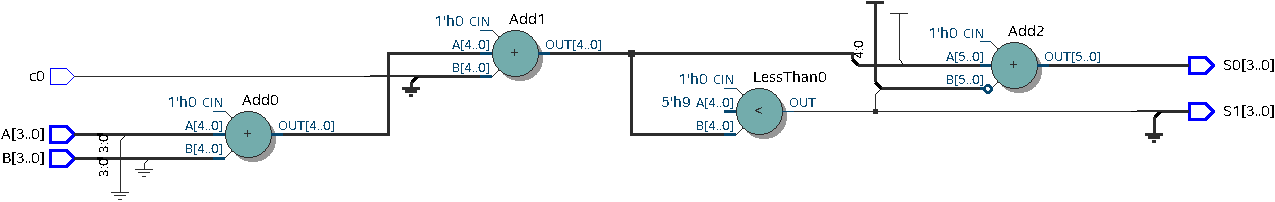 1'h0 CIN Add1
A[4..0] OUT[4..0]
+
B[4..0]
c0
1'h0 CIN Add0
A[3..0] 3:0 A[4..0] OUT[4..0]
+
B[3..0] 3:0 B[4..0]
1'h0 CIN LessThan0
5'h9 A[4..0] OUT
<
B[4..0]
4:0
1'h0 CIN Add2
A[5..0] OUT[5..0] S0[3..0]
+
B[5..0]
S1[3..0]